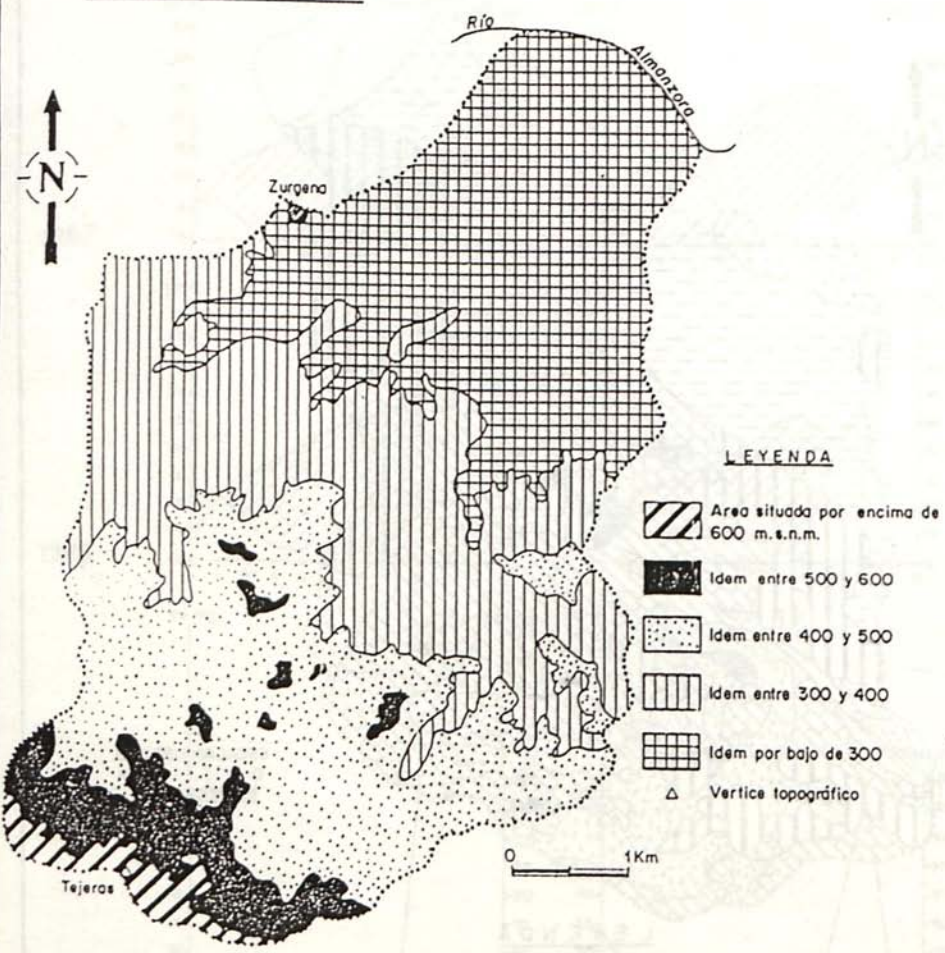 Río
Almanzora
N
Zurgena
LEYENDA
Area situada por encima de
600 m.s.n.m.
Idem entre 500 y 600
Idem entre 400 y 500
Idem entre 300 y 400
Idem por bajo de 300
Vertice topográfico
0 1Km
Tejeros